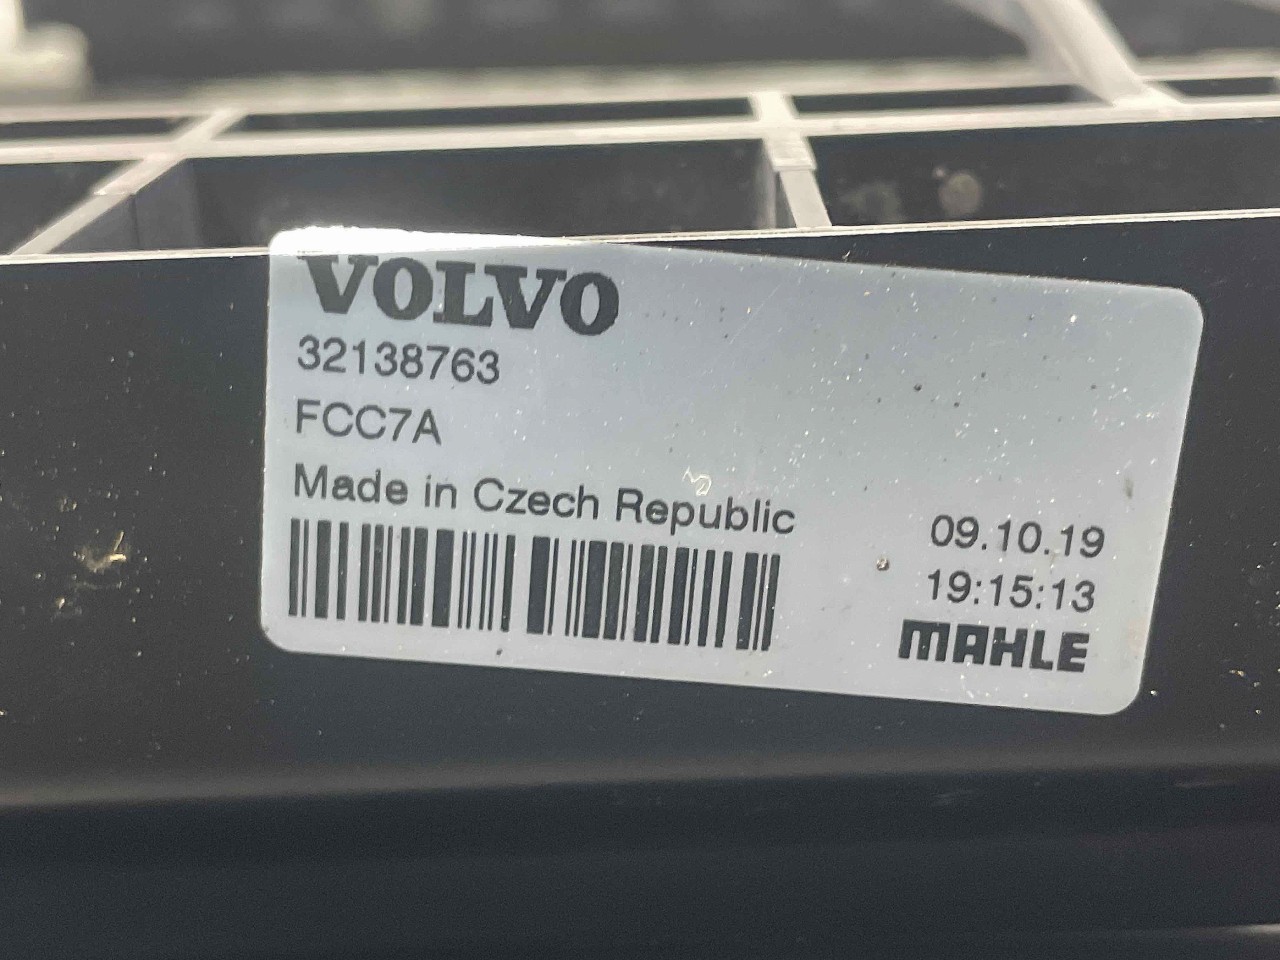 VOLVO
32138763
FCC7A
Made in Czech Republic
09.10.19
19:15:13
MAHLE